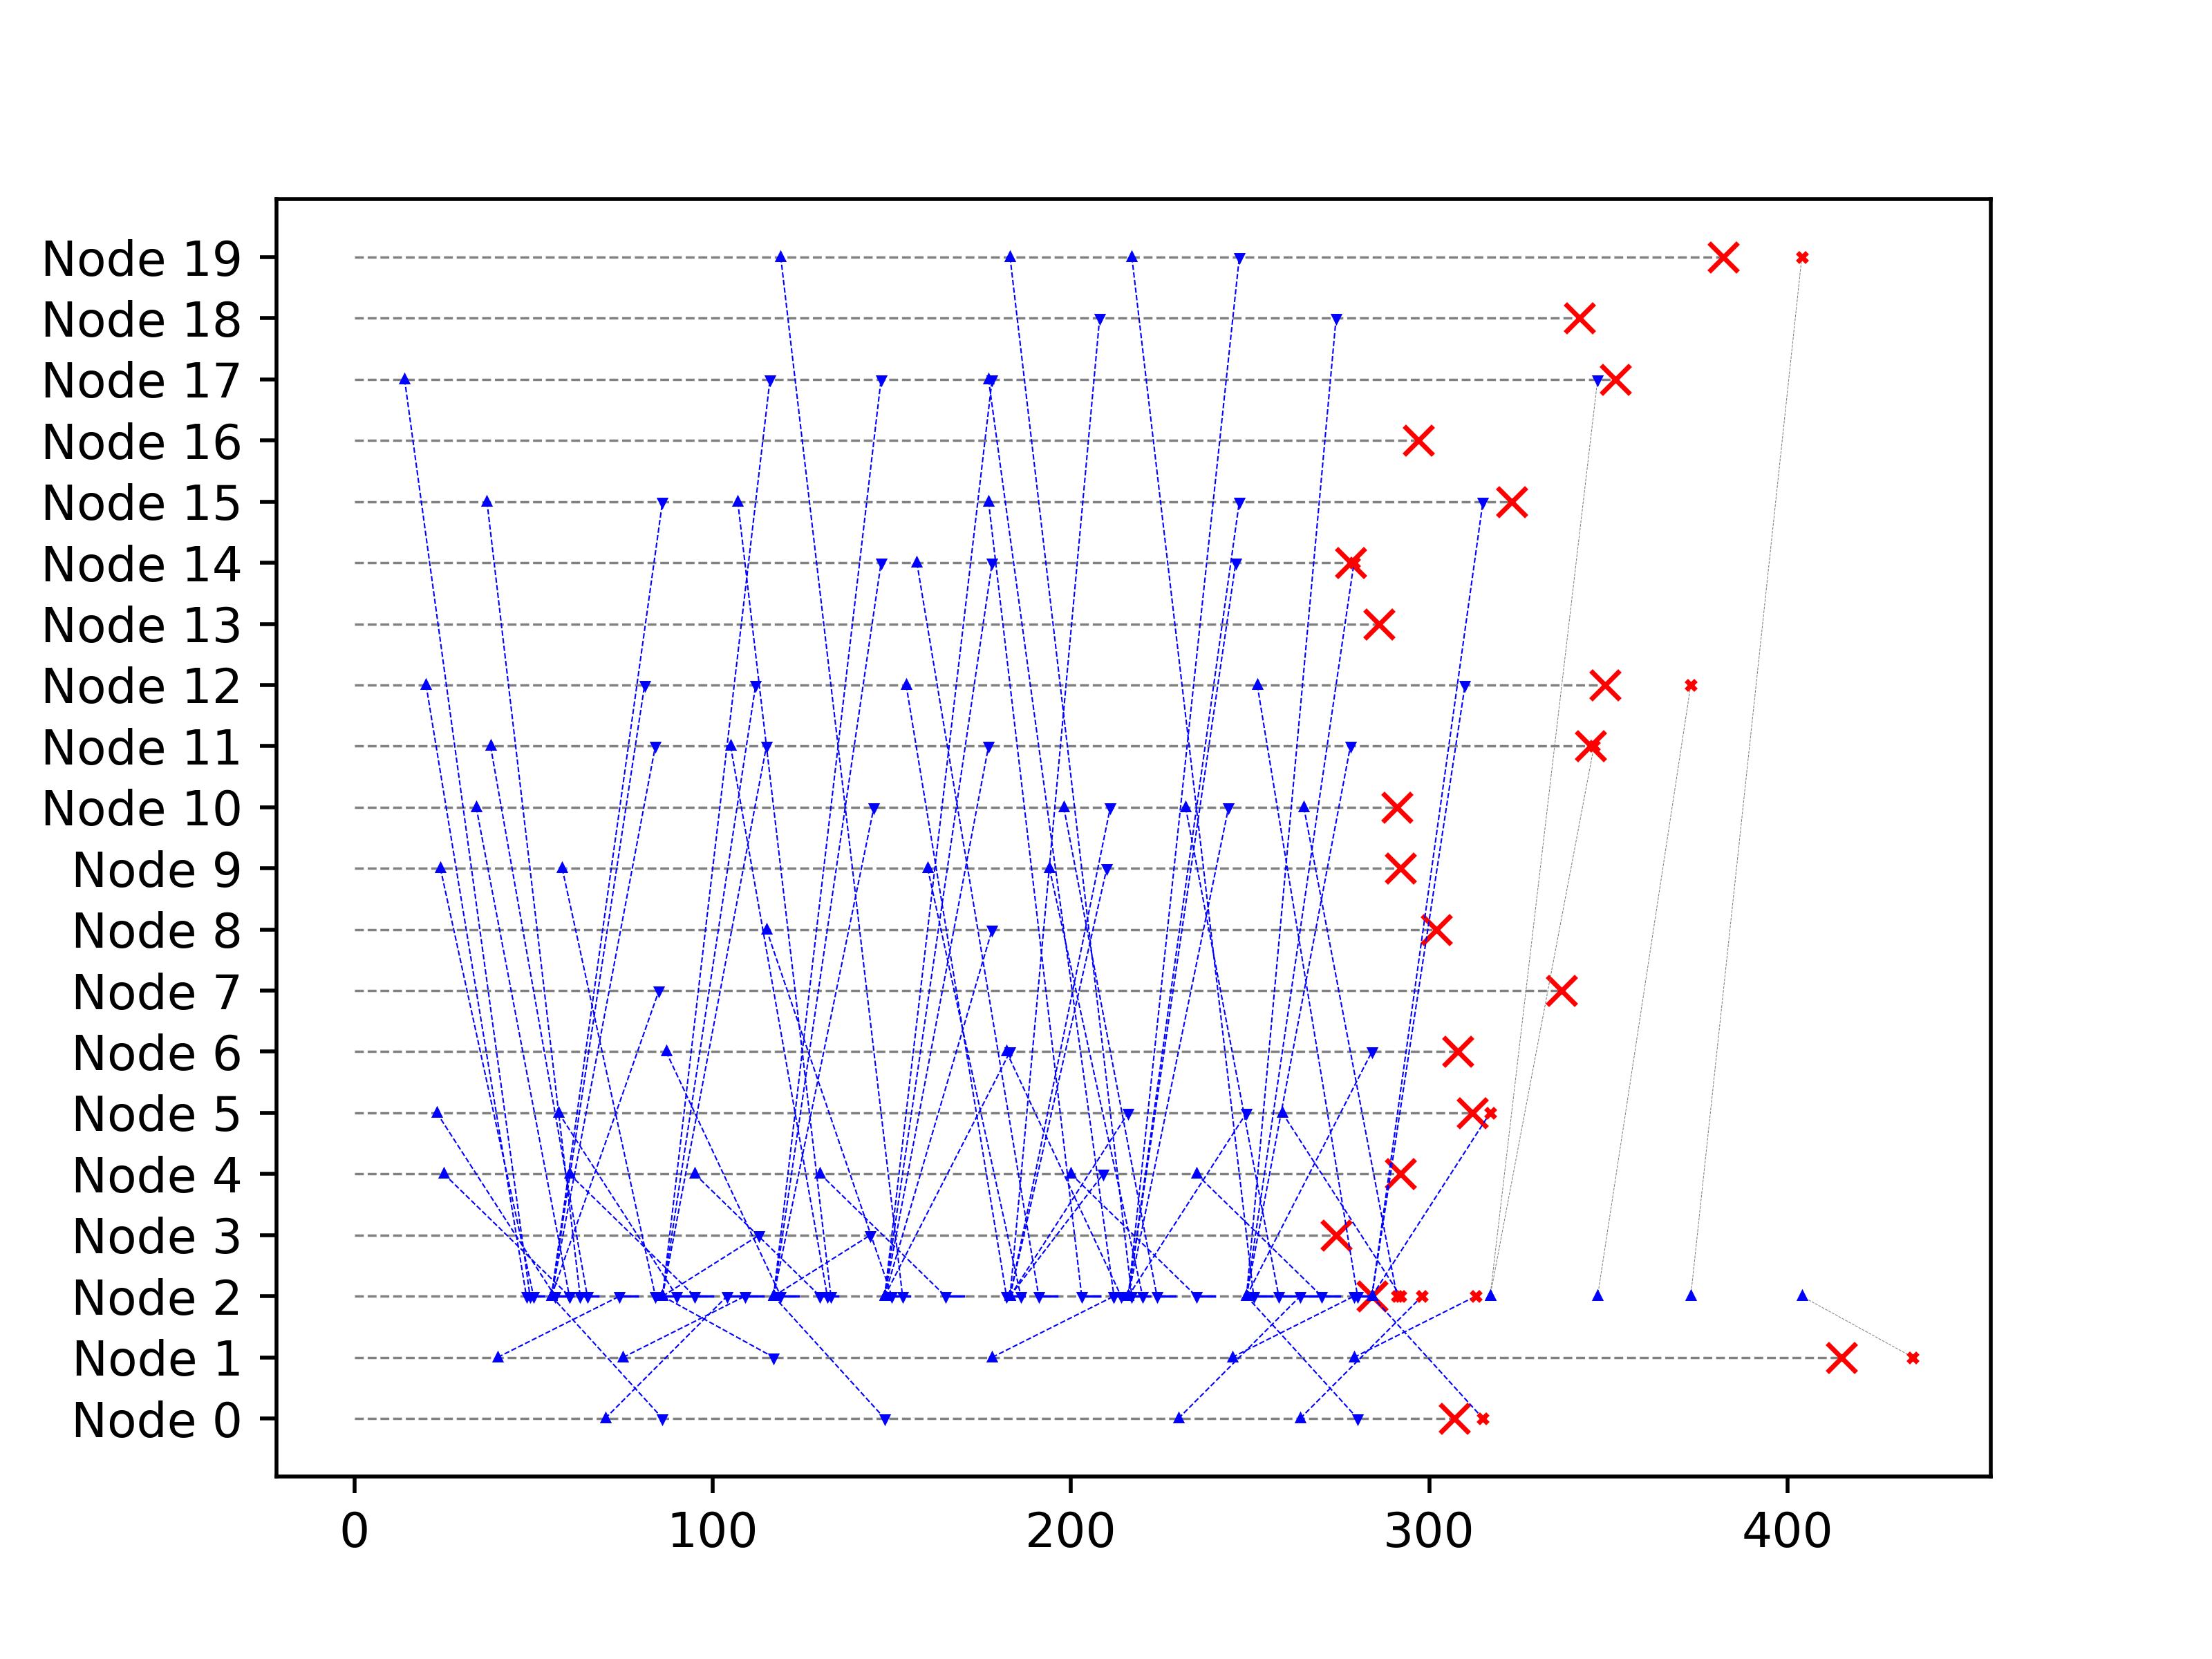 Node 19
Node 18
Node 17
Node 16
Node 15
Node 14
Node 13
Node 12
Node 11
Node 10
Node 9
Node 8
Node 7
Node 6
Node 5
Node 4
Node 3
Node 2
Node 1
Node 0
0 100 200 300 400